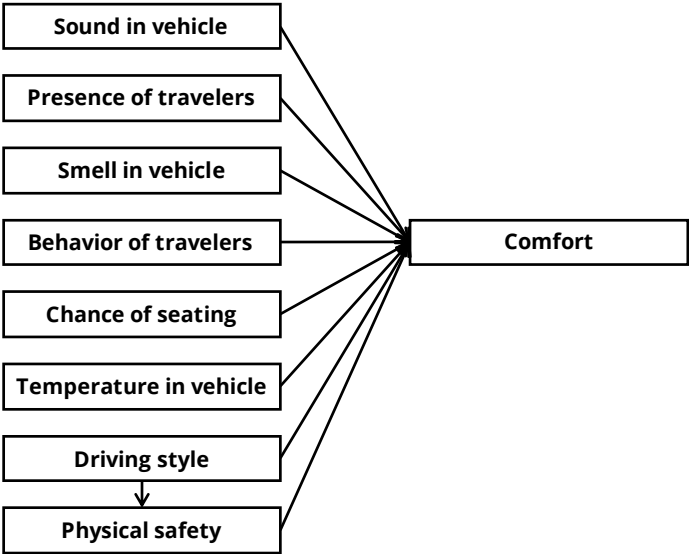 Sound in vehicle
Presence of travelers
Smell in vehicle
Behavior of travelers
Comfort
Chance of seating
Temperature in vehicle
Driving style
Physical safety